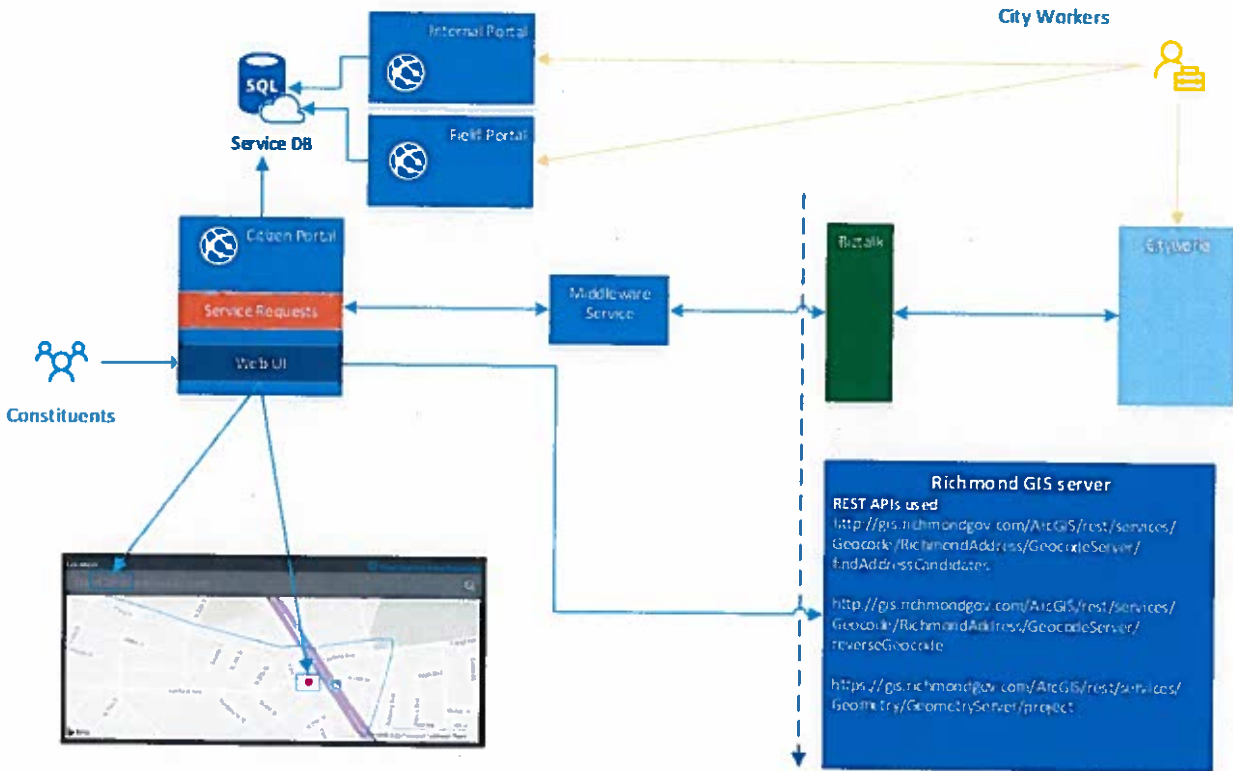 City Workers
Internal Portal
SQL
Service DB
Field Portal
Citizen Portal
Service Requests
Web UI
Constituents
Middleware
Service
Biztalk
Cityworks
Richmond GIS server
REST APIs used
http://gis.richmondgov.com/ArcGIS/rest/services/
Geocode/RichmondAddress/GeocodeServer/
findAddressCandidates
http://gis.richmondgov.com/ArcGIS/rest/services/
Geocode/RichmondAddress/GeocodeServer/
reverseGeocode
https://gis.richmondgov.com/ArcGIS/rest/services/
Geometry/GeometryServer/project
Location